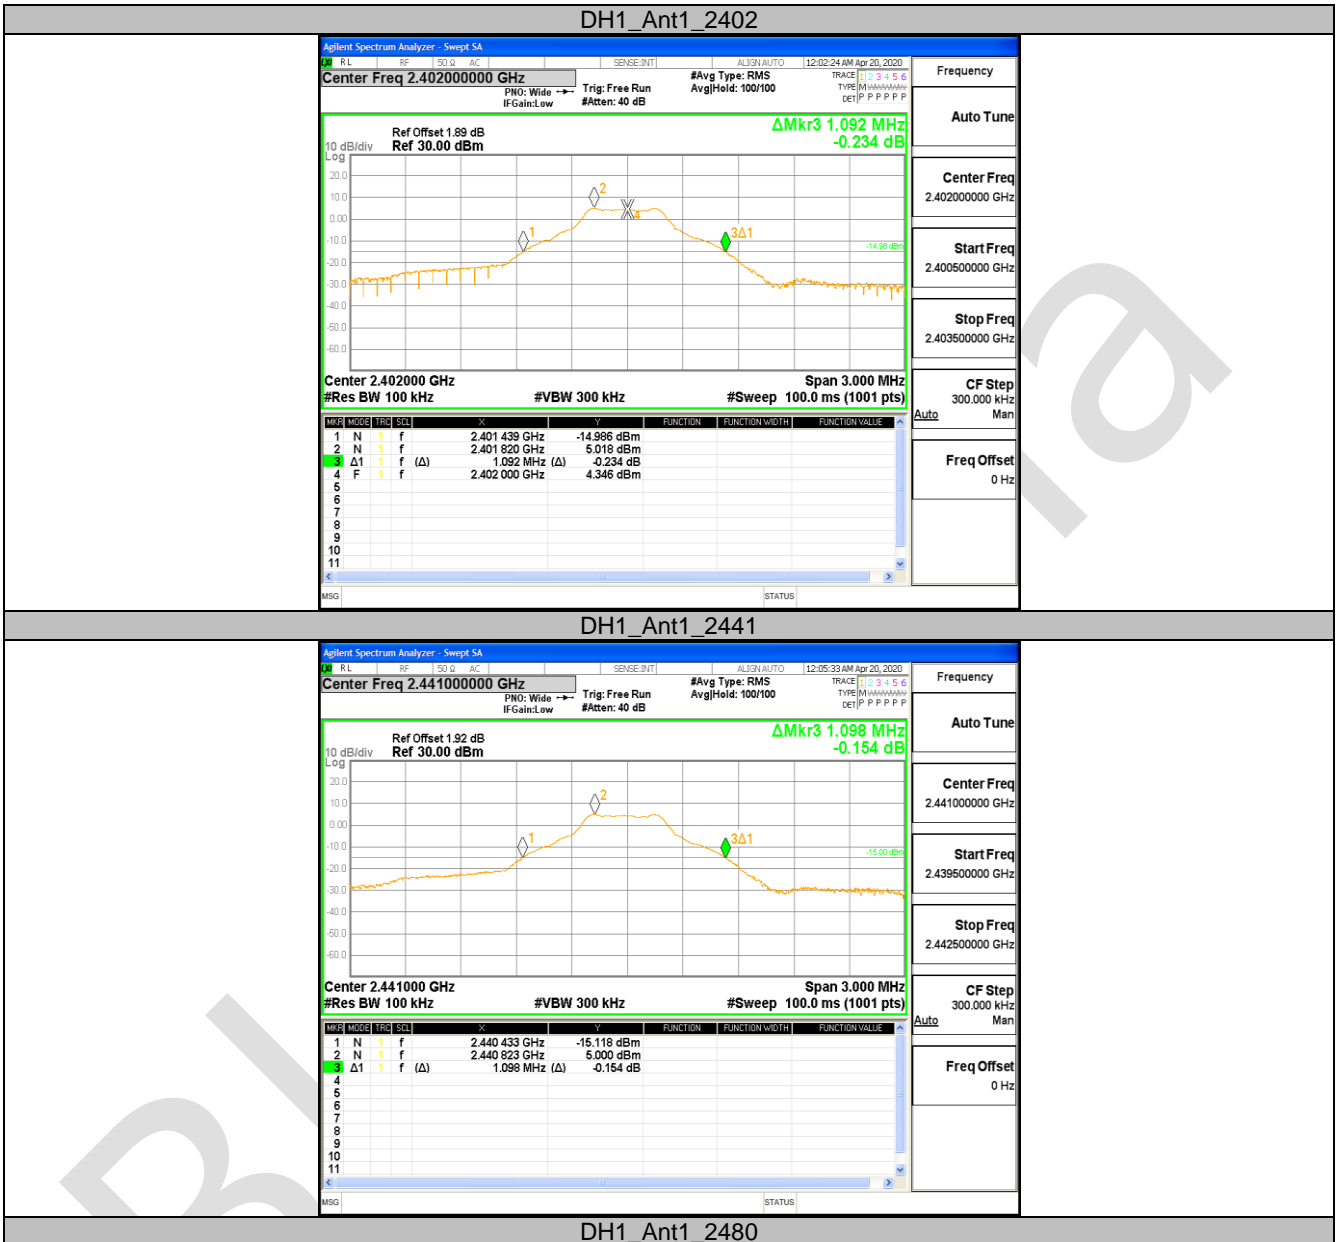 DH1_Ant1_2402
Agilent Spectrum Analyzer - Swept SA
LXI RL RF 50 Ω AC SENSE:INT ALIGN AUTO 12:02:24 AM Apr 20, 2020
Center Freq 2.402000000 GHz
#Avg Type: RMS
TRACE 1 2 3 4 5 6
PNO: Wide
Trig: Free Run
Avg|Hold: 100/100
TYPE M WWWWW
IFGain:Low
#Atten: 40 dB
DET P P P P P P
ΔMkr3 1.092 MHz
-0.234 dB
Ref Offset 1.89 dB
10 dB/div Ref 30.00 dBm
Log
20.0
10.0
0.00
-10.0
-20.0
-30.0
-40.0
-50.0
-60.0
1
2
4
3Δ1
-14.98 dBm
Center 2.402000 GHz Span 3.000 MHz
#Res BW 100 kHz #VBW 300 kHz #Sweep 100.0 ms (1001 pts)
MKR MODE TRC SCL X Y FUNCTION FUNCTION WIDTH FUNCTION VALUE
1 N 1 f 2.401 439 GHz -14.986 dBm
2 N 1 f 2.401 820 GHz 5.018 dBm
3 Δ1 1 f (Δ) 1.092 MHz (Δ) -0.234 dB
4 F 1 f 2.402 000 GHz 4.346 dBm
5
6
7
8
9
10
11
MSG STATUS
Frequency
Auto Tune
Center Freq
2.402000000 GHz
Start Freq
2.400500000 GHz
Stop Freq
2.403500000 GHz
CF Step
300.000 kHz
Auto Man
Freq Offset
0 Hz
DH1_Ant1_2441
Agilent Spectrum Analyzer - Swept SA
LXI RL RF 50 Ω AC SENSE:INT ALIGN AUTO 12:05:33 AM Apr 20, 2020
Center Freq 2.441000000 GHz
#Avg Type: RMS
TRACE 1 2 3 4 5 6
PNO: Wide
Trig: Free Run
Avg|Hold: 100/100
TYPE M WWWWW
IFGain:Low
#Atten: 40 dB
DET P P P P P P
ΔMkr3 1.098 MHz
-0.154 dB
Ref Offset 1.92 dB
10 dB/div Ref 30.00 dBm
Log
20.0
10.0
0.00
-10.0
-20.0
-30.0
-40.0
-50.0
-60.0
1
2
3Δ1
-15.00 dBm
Center 2.441000 GHz Span 3.000 MHz
#Res BW 100 kHz #VBW 300 kHz #Sweep 100.0 ms (1001 pts)
MKR MODE TRC SCL X Y FUNCTION FUNCTION WIDTH FUNCTION VALUE
1 N 1 f 2.440 433 GHz -15.118 dBm
2 N 1 f 2.440 823 GHz 5.000 dBm
3 Δ1 1 f (Δ) 1.098 MHz (Δ) -0.154 dB
4
5
6
7
8
9
10
11
MSG STATUS
Frequency
Auto Tune
Center Freq
2.441000000 GHz
Start Freq
2.439500000 GHz
Stop Freq
2.442500000 GHz
CF Step
300.000 kHz
Auto Man
Freq Offset
0 Hz
DH1_Ant1_2480